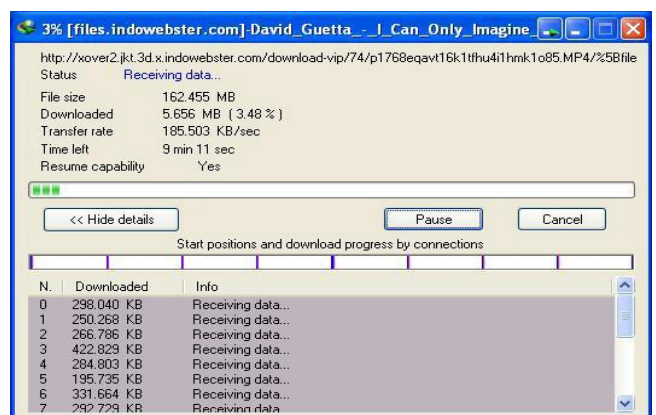 3% [files.indowebster.com]-David_Guetta_-_I_Can_Only_Imagine_
http://xover2.jkt.3d.x.indowebster.com/download-vip/74/p1768eqavt16k1tfhu4i1hmk1o85.MP4/%5Bfile
Status Receiving data...
File size 162.455 MB
Downloaded 5.656 MB ( 3.48 % )
Transfer rate 185.503 KB/sec
Time left 9 min 11 sec
Resume capability Yes
<< Hide details Pause Cancel
Start positions and download progress by connections
N. Downloaded Info
0 298.040 KB Receiving data...
1 250.268 KB Receiving data...
2 266.786 KB Receiving data...
3 422.829 KB Receiving data...
4 284.803 KB Receiving data...
5 195.735 KB Receiving data...
6 331.664 KB Receiving data...
7 292.729 KB Receiving data